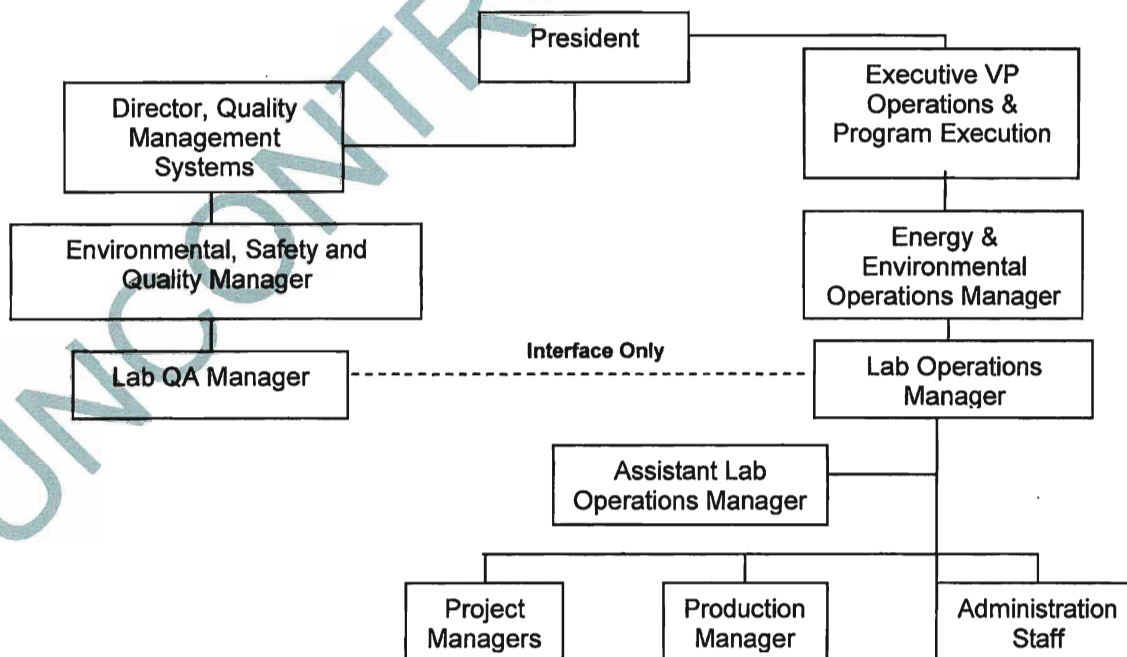 President
Executive VP
Operations &
Program Execution
Director, Quality
Management
Systems
Environmental, Safety and
Quality Manager
Energy &
Environmental
Operations Manager
Lab QA Manager
Interface Only
Lab Operations
Manager
Assistant Lab
Operations Manager
Project
Managers
Production
Manager
Administration
Staff
UNCONTR